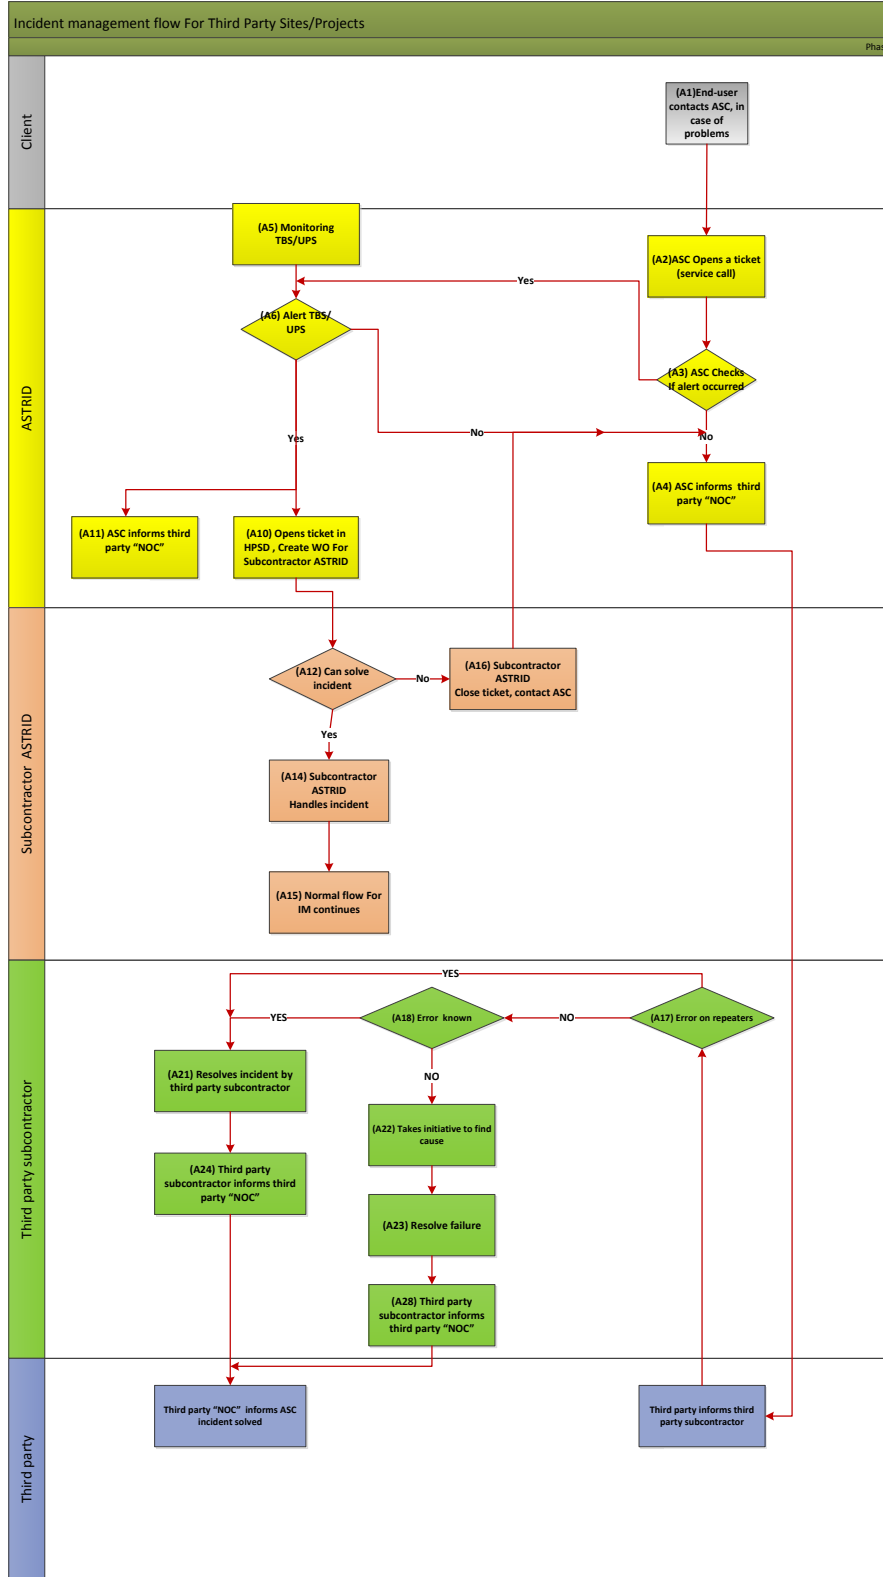 Incident management flow For Third Party Sites/Projects
Phas
Client
(A1)End-user
contacts ASC, in
case of
problems
ASTRID
(A5) Monitoring
TBS/UPS
(A2)ASC Opens a ticket
(service call)
Yes
(A6) Alert TBS/
UPS
(A3) ASC Checks
If alert occurred
Yes
No
No
(A4) ASC informs  third
party “NOC”
(A11) ASC informs third
party “NOC”
(A10) Opens ticket in
HPSD , Create WO For
Subcontractor ASTRID
Subcontractor  ASTRID
(A12) Can solve
incident
No
(A16) Subcontractor
ASTRID
Close ticket, contact ASC
Yes
(A14) Subcontractor
ASTRID
Handles incident
(A15) Normal flow For
IM continues
Third party subcontractor
YES
YES
(A18) Error  known
NO
(A17) Error on repeaters
(A21) Resolves incident by
third party subcontractor
NO
(A22) Takes initiative to find
cause
(A24) Third party
subcontractor informs third
party “NOC”
(A23) Resolve failure
(A28) Third party
subcontractor informs
third party “NOC”
Third party
Third party “NOC”  informs ASC
incident solved
Third party informs third
party subcontractor